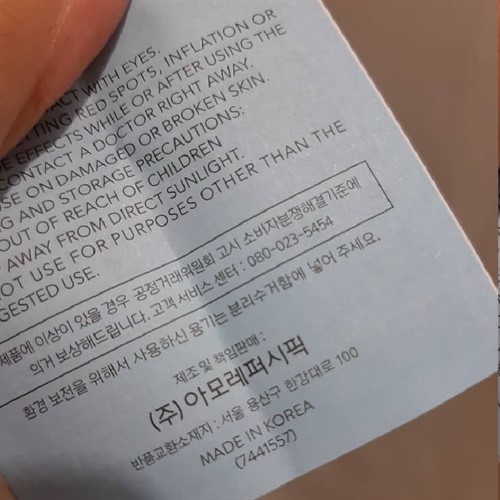 ACT WITH EYES.
RED SPOTS, INFLATION OR
EFFECTS WHILE OR AFTER USING THE
CONTACT A DOCTOR RIGHT AWAY.
ON DAMAGED OR BROKEN SKIN.
AND STORAGE PRECAUTIONS:
OUT OF REACH OF CHILDREN
AWAY FROM DIRECT SUNLIGHT.
USE FOR PURPOSES OTHER THAN THE
GESTED USE.
제품에 이상이 있을 경우 공정거래위원회 고시 소비자분쟁해결기준에
의거 보상해드립니다. 고객 서비스 센터 : 080-023-5454
환경 보전을 위해서 사용하신 용기는 분리수거함에 넣어 주세요.
제조 및 책임판매 :
(주)아모레퍼시픽
반품교환소재지 : 서울 용산구 한강대로 100
MADE IN KOREA
(7441557)